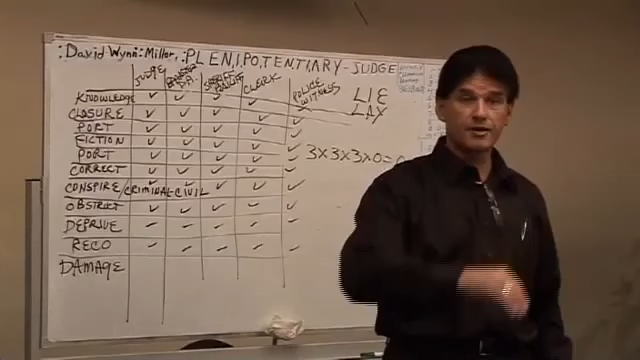 :David Wynn: Miller, :PLENIPOTENTIARY-JUDGE
JUDGE
CLERK
POLICE WITNESS
KNOWLEDGE
CLOSURE
PORT
FICTION
PORT
CORRECT
CONSPIRE/CRIMINAL-CIVIL
OBSTRICT
DEPRIVE
RECO
DAMAGE
LIE
LAX
3X3X3X0=0